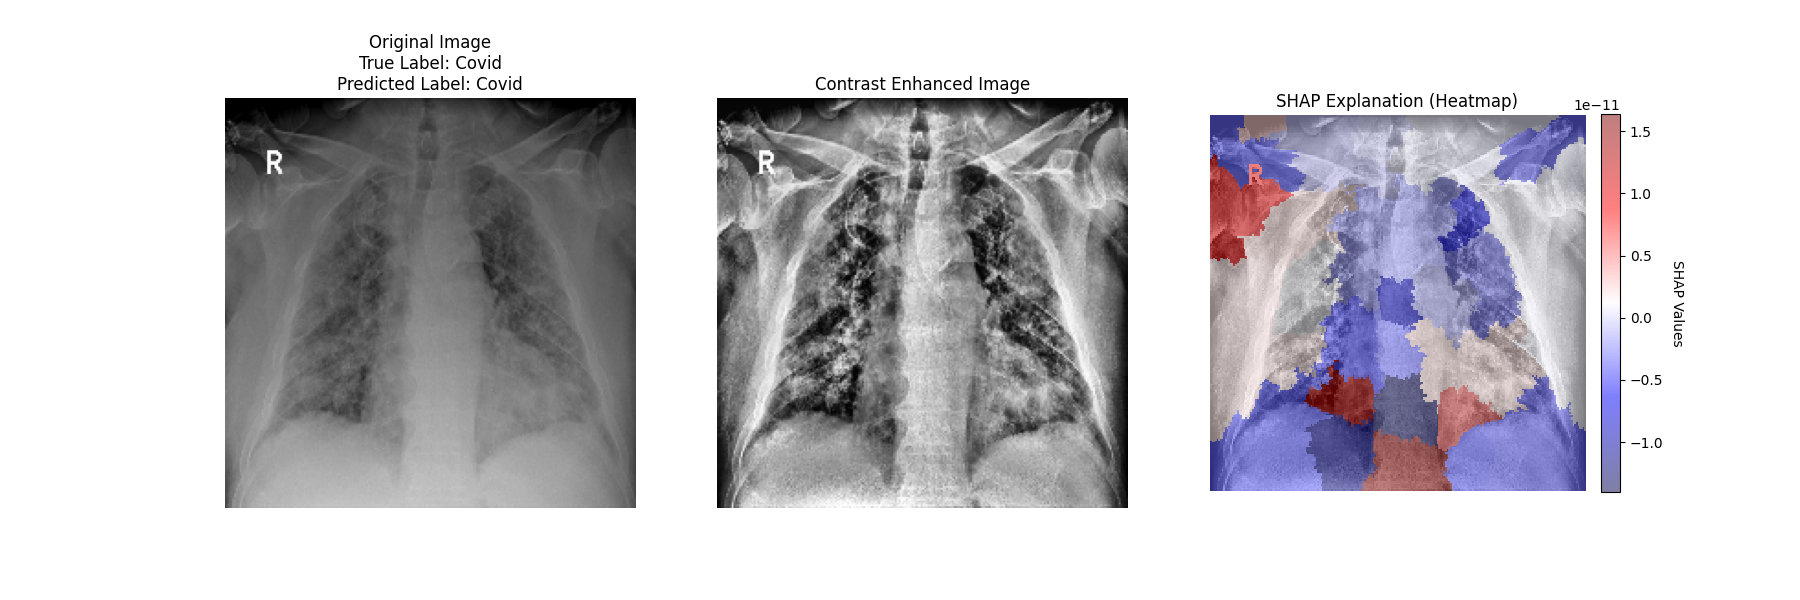 Original Image
True Label: Covid
Predicted Label: Covid
R
Contrast Enhanced Image
R
SHAP Explanation (Heatmap)
R
1e−11
1.5
1.0
0.5
0.0
−0.5
−1.0
SHAP Values